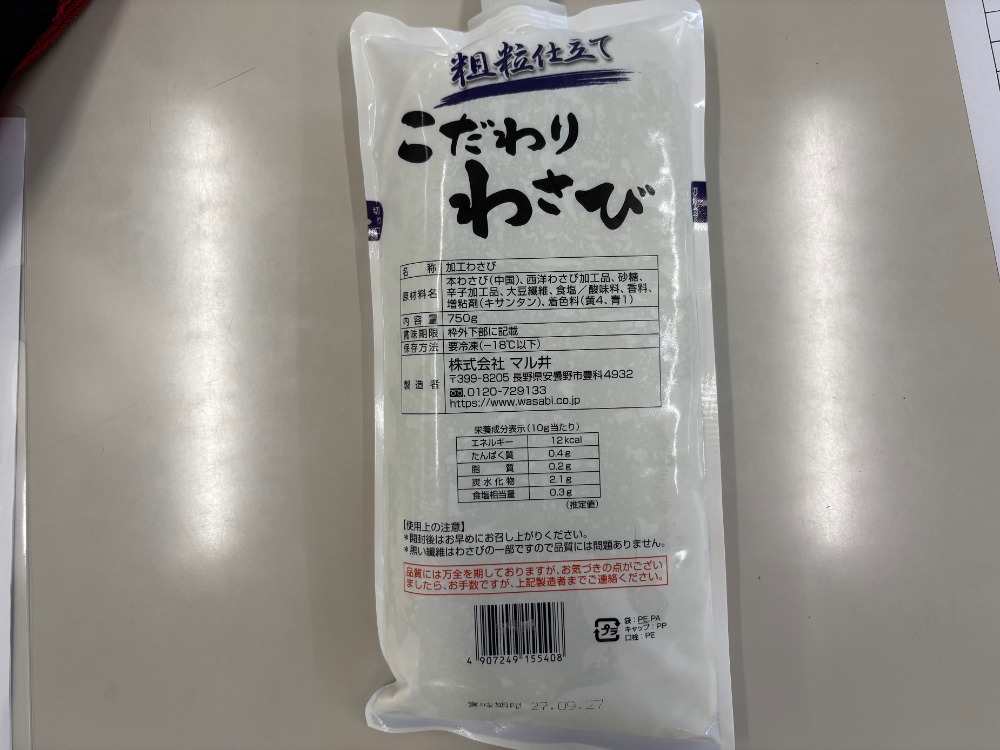 粗粒仕立て
こだわり
わさび
名称 加工わさび
原材料名 本わさび(中国)、西洋わさび加工品、砂糖、
辛子加工品、大豆繊維、食塩/酸味料、香料、
増粘剤(キサンタン)、着色料(黄4、青1)
内容量 750g
賞味期限 枠外下部に記載
保存方法 要冷凍(−18℃以下)
製造者 株式会社 マル井
〒399-8205 長野県安曇野市豊科4932
0120-729133
https://www.wasabi.co.jp
栄養成分表示(10g当たり)
エネルギー 12kcal
たんぱく質 0.4g
脂質 0.2g
炭水化物 2.1g
食塩相当量 0.3g
(推定値)
【使用上の注意】
*開封後はお早めにお召し上がりください。
*黒い繊維はわさびの一部ですので品質には問題ありません。
品質には万全を期しておりますが、お気づきの点がござい
ましたら、お手数ですが、上記製造者までご連絡ください。
4 907249 155408
プラ
袋:PE,PA
キャップ:PP
口栓:PE
賞味期限 27.09.27